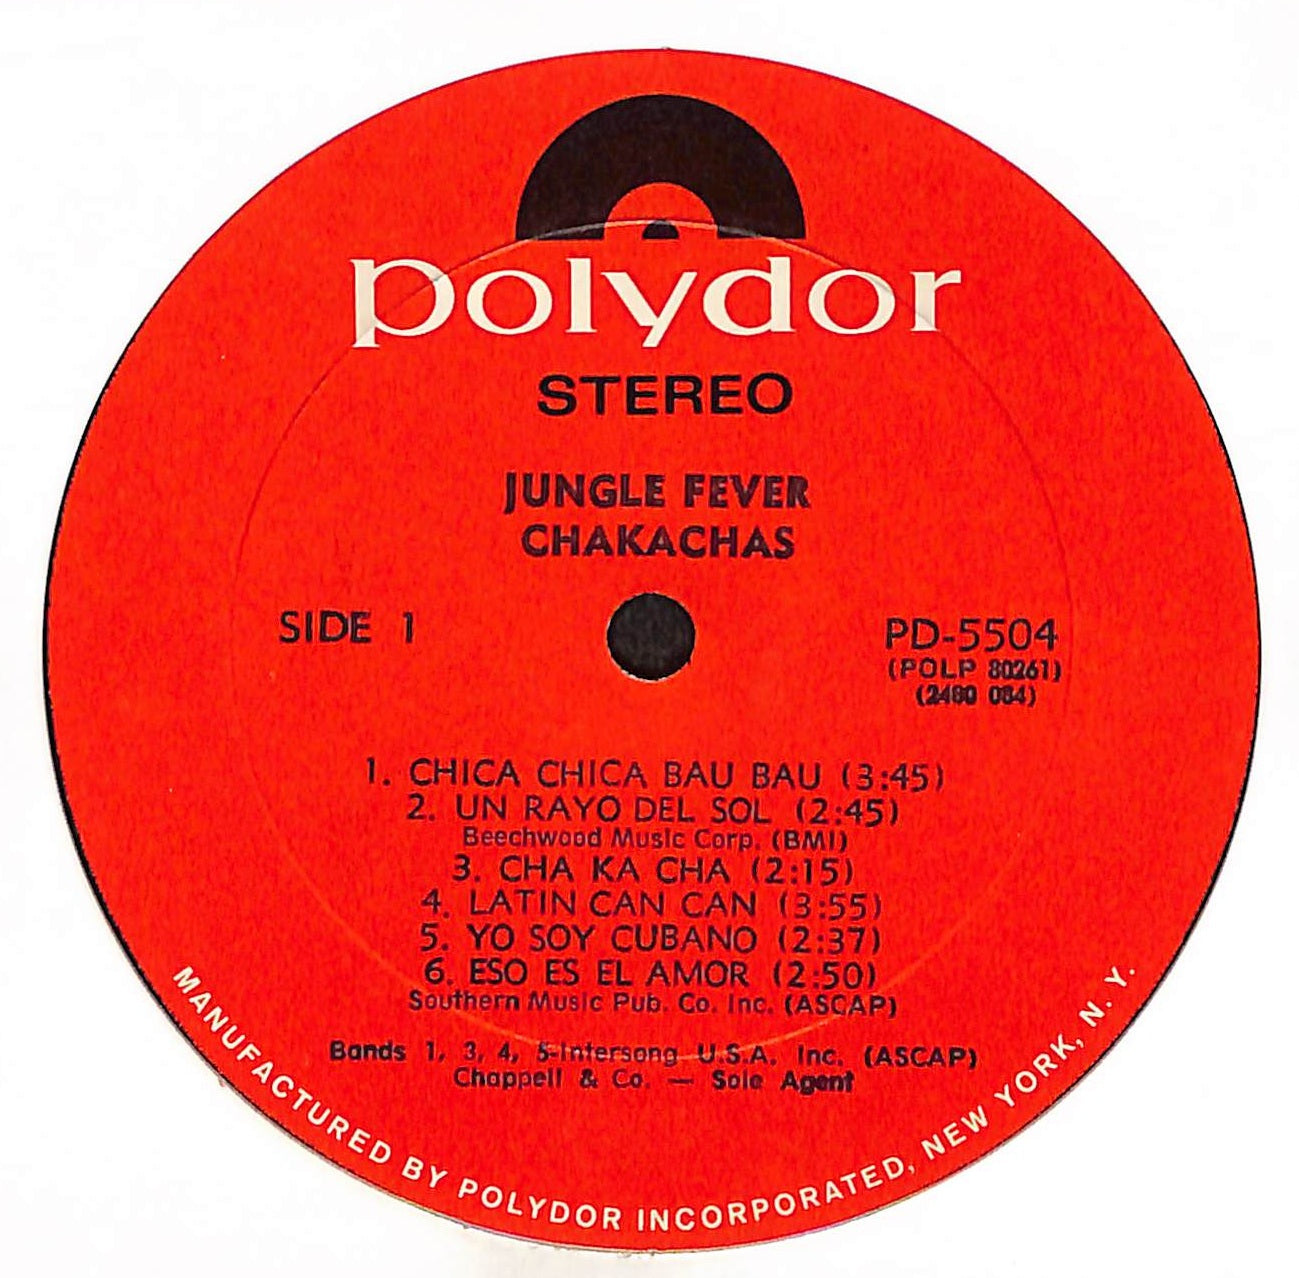 polydor
STEREO
JUNGLE FEVER
CHAKACHAS
SIDE 1
PD-5504
(POLP 80261)
(2480 084)
1. CHICA CHICA BAU BAU (3:45)
2. UN RAYO DEL SOL (2:45)
Beechwood Music Corp. (BMI)
3. CHA KA CHA (2:15)
4. LATIN CAN CAN (3:55)
5. YO SOY CUBANO (2:37)
6. ESO ES EL AMOR (2:50)
Southern Music Pub. Co. Inc. (ASCAP)
Bands 1, 3, 4, 5-Intersong U.S.A. Inc. (ASCAP)
Chappell & Co. — Sole Agent
MANUFACTURED BY POLYDOR INCORPORATED, NEW YORK, N. Y.